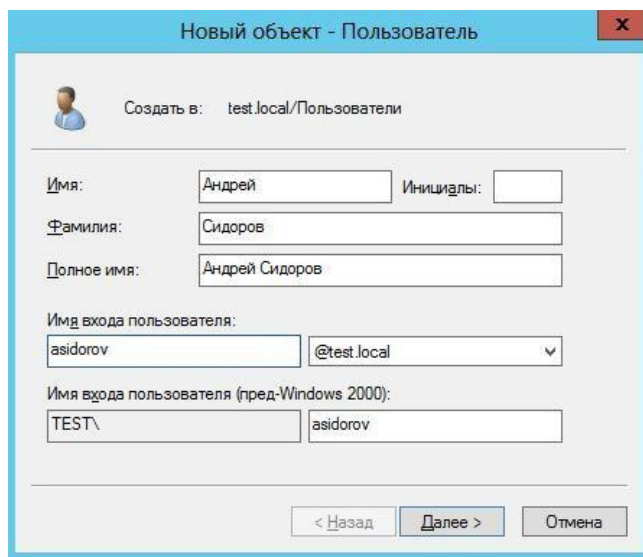 Новый объект - Пользователь
x
Создать в: test.local/Пользователи
Имя: Андрей Инициалы:
Фамилия: Сидоров
Полное имя: Андрей Сидоров
Имя входа пользователя:
asidorov @test.local
Имя входа пользователя (пред-Windows 2000):
TEST\ asidorov
< Назад Далее > Отмена